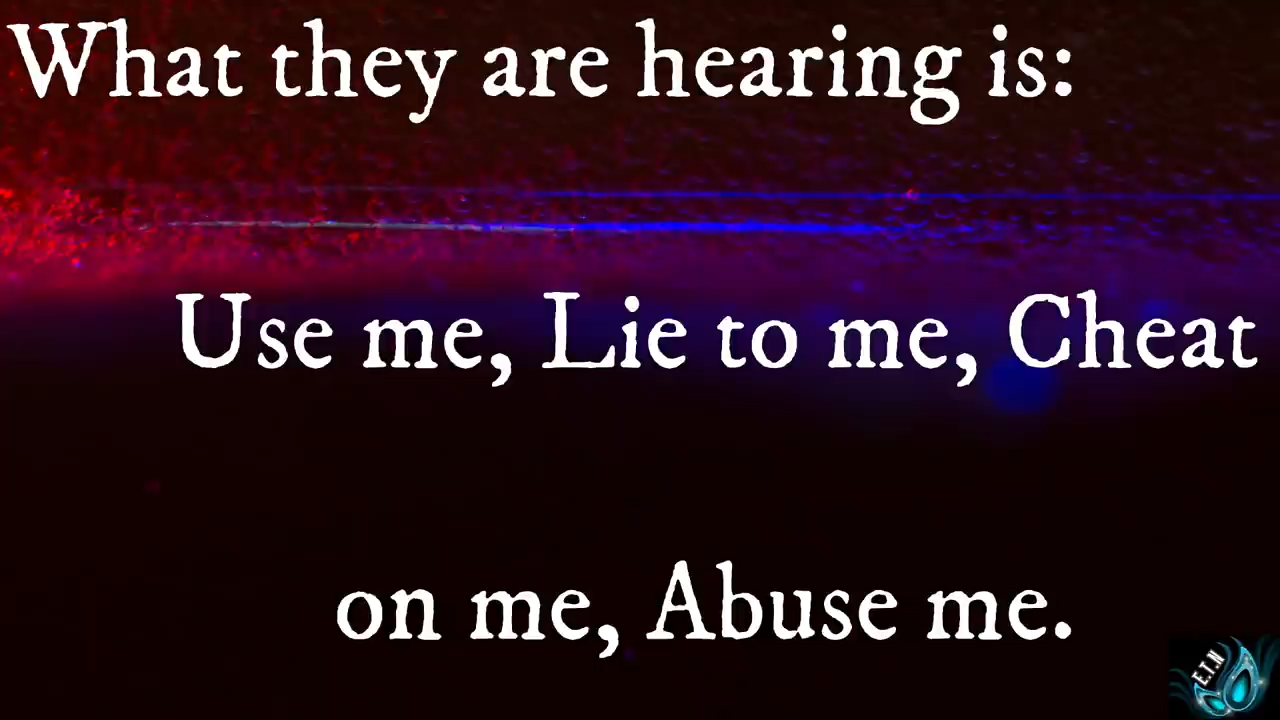 What they are hearing is:
Use me, Lie to me, Cheat
on me, Abuse me.
E.T.N